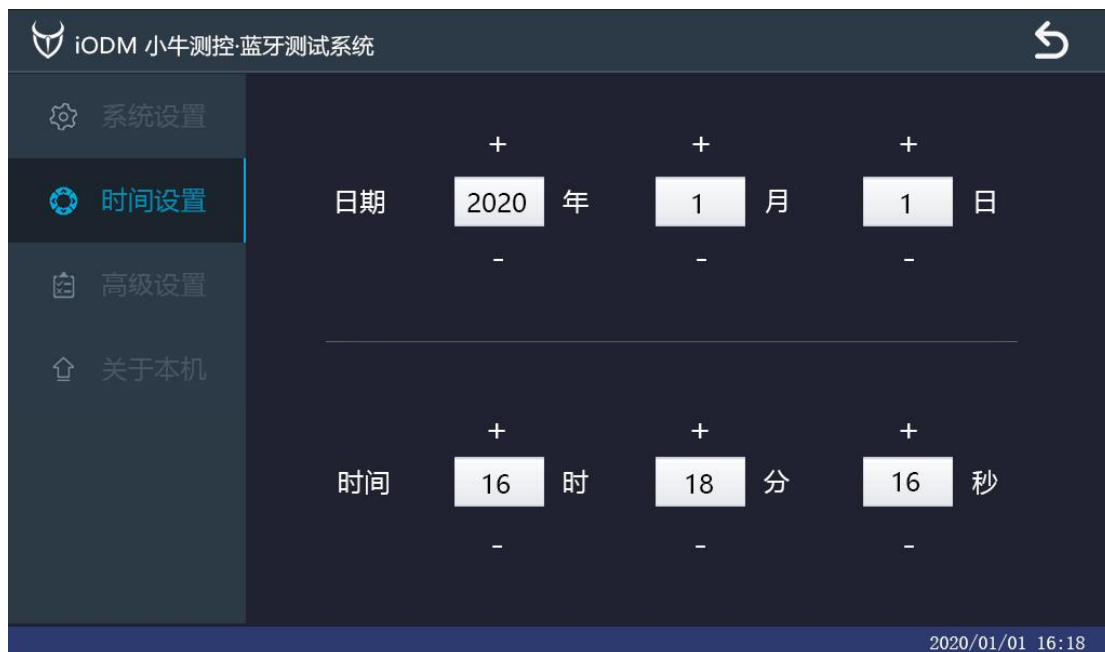 iODM 小牛测控·蓝牙测试系统
系统设置
时间设置
高级设置
关于本机
+ + +
日期 2020 年 1 月 1 日
- - -
+ + +
时间 16 时 18 分 16 秒
- - -
2020/01/01 16:18